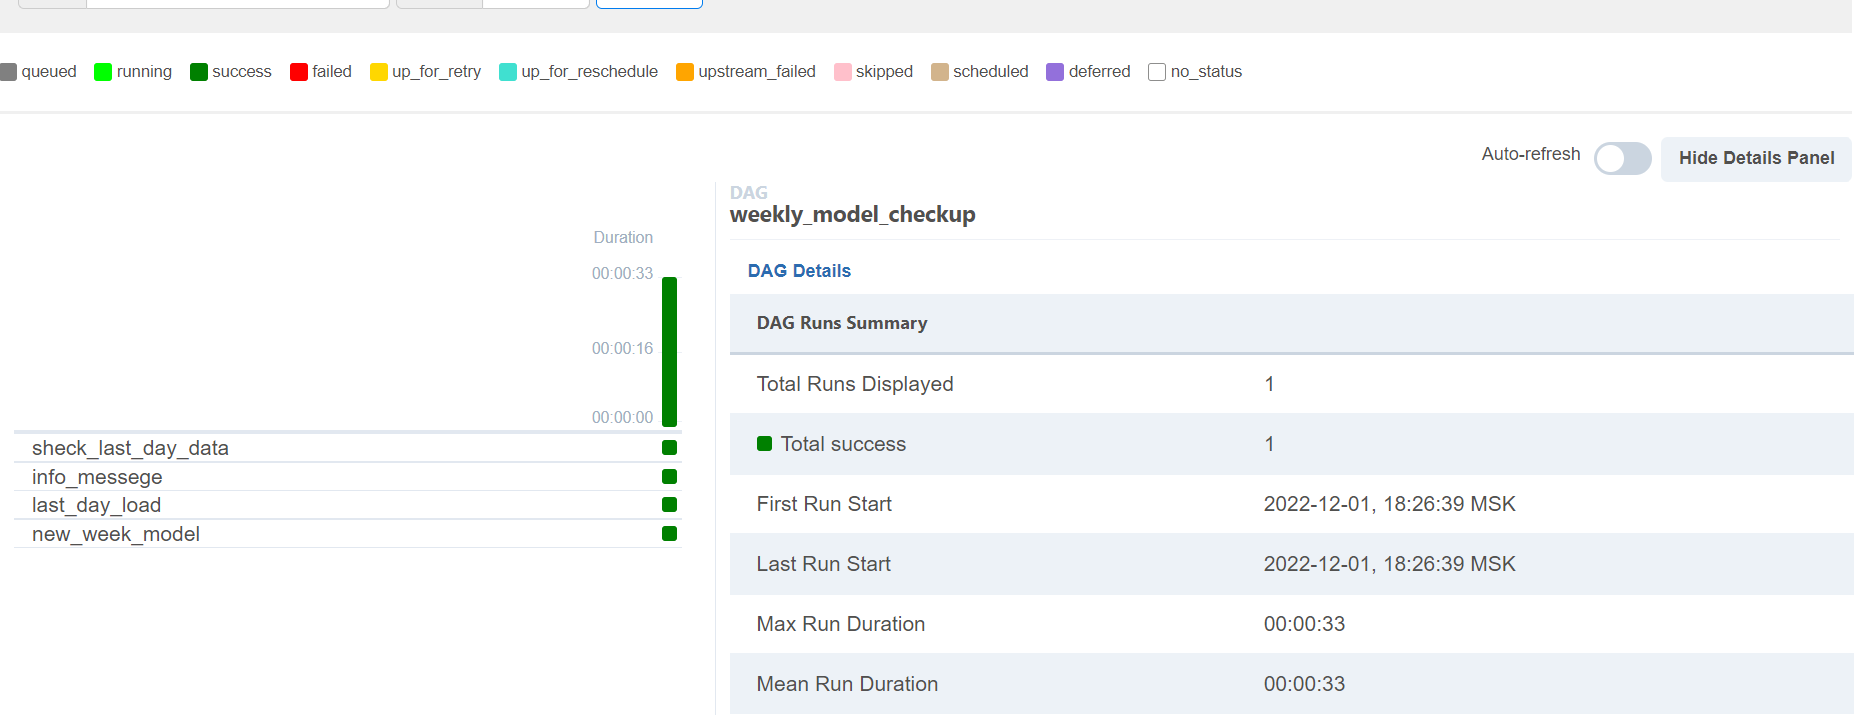 queued running success failed up_for_retry up_for_reschedule upstream_failed skipped scheduled deferred no_status
Auto-refresh Hide Details Panel
Duration
00:00:33
00:00:16
00:00:00
sheck_last_day_data
info_messege
last_day_load
new_week_model
DAG
weekly_model_checkup
DAG Details
DAG Runs Summary
Total Runs Displayed 1
Total success 1
First Run Start 2022-12-01, 18:26:39 MSK
Last Run Start 2022-12-01, 18:26:39 MSK
Max Run Duration 00:00:33
Mean Run Duration 00:00:33